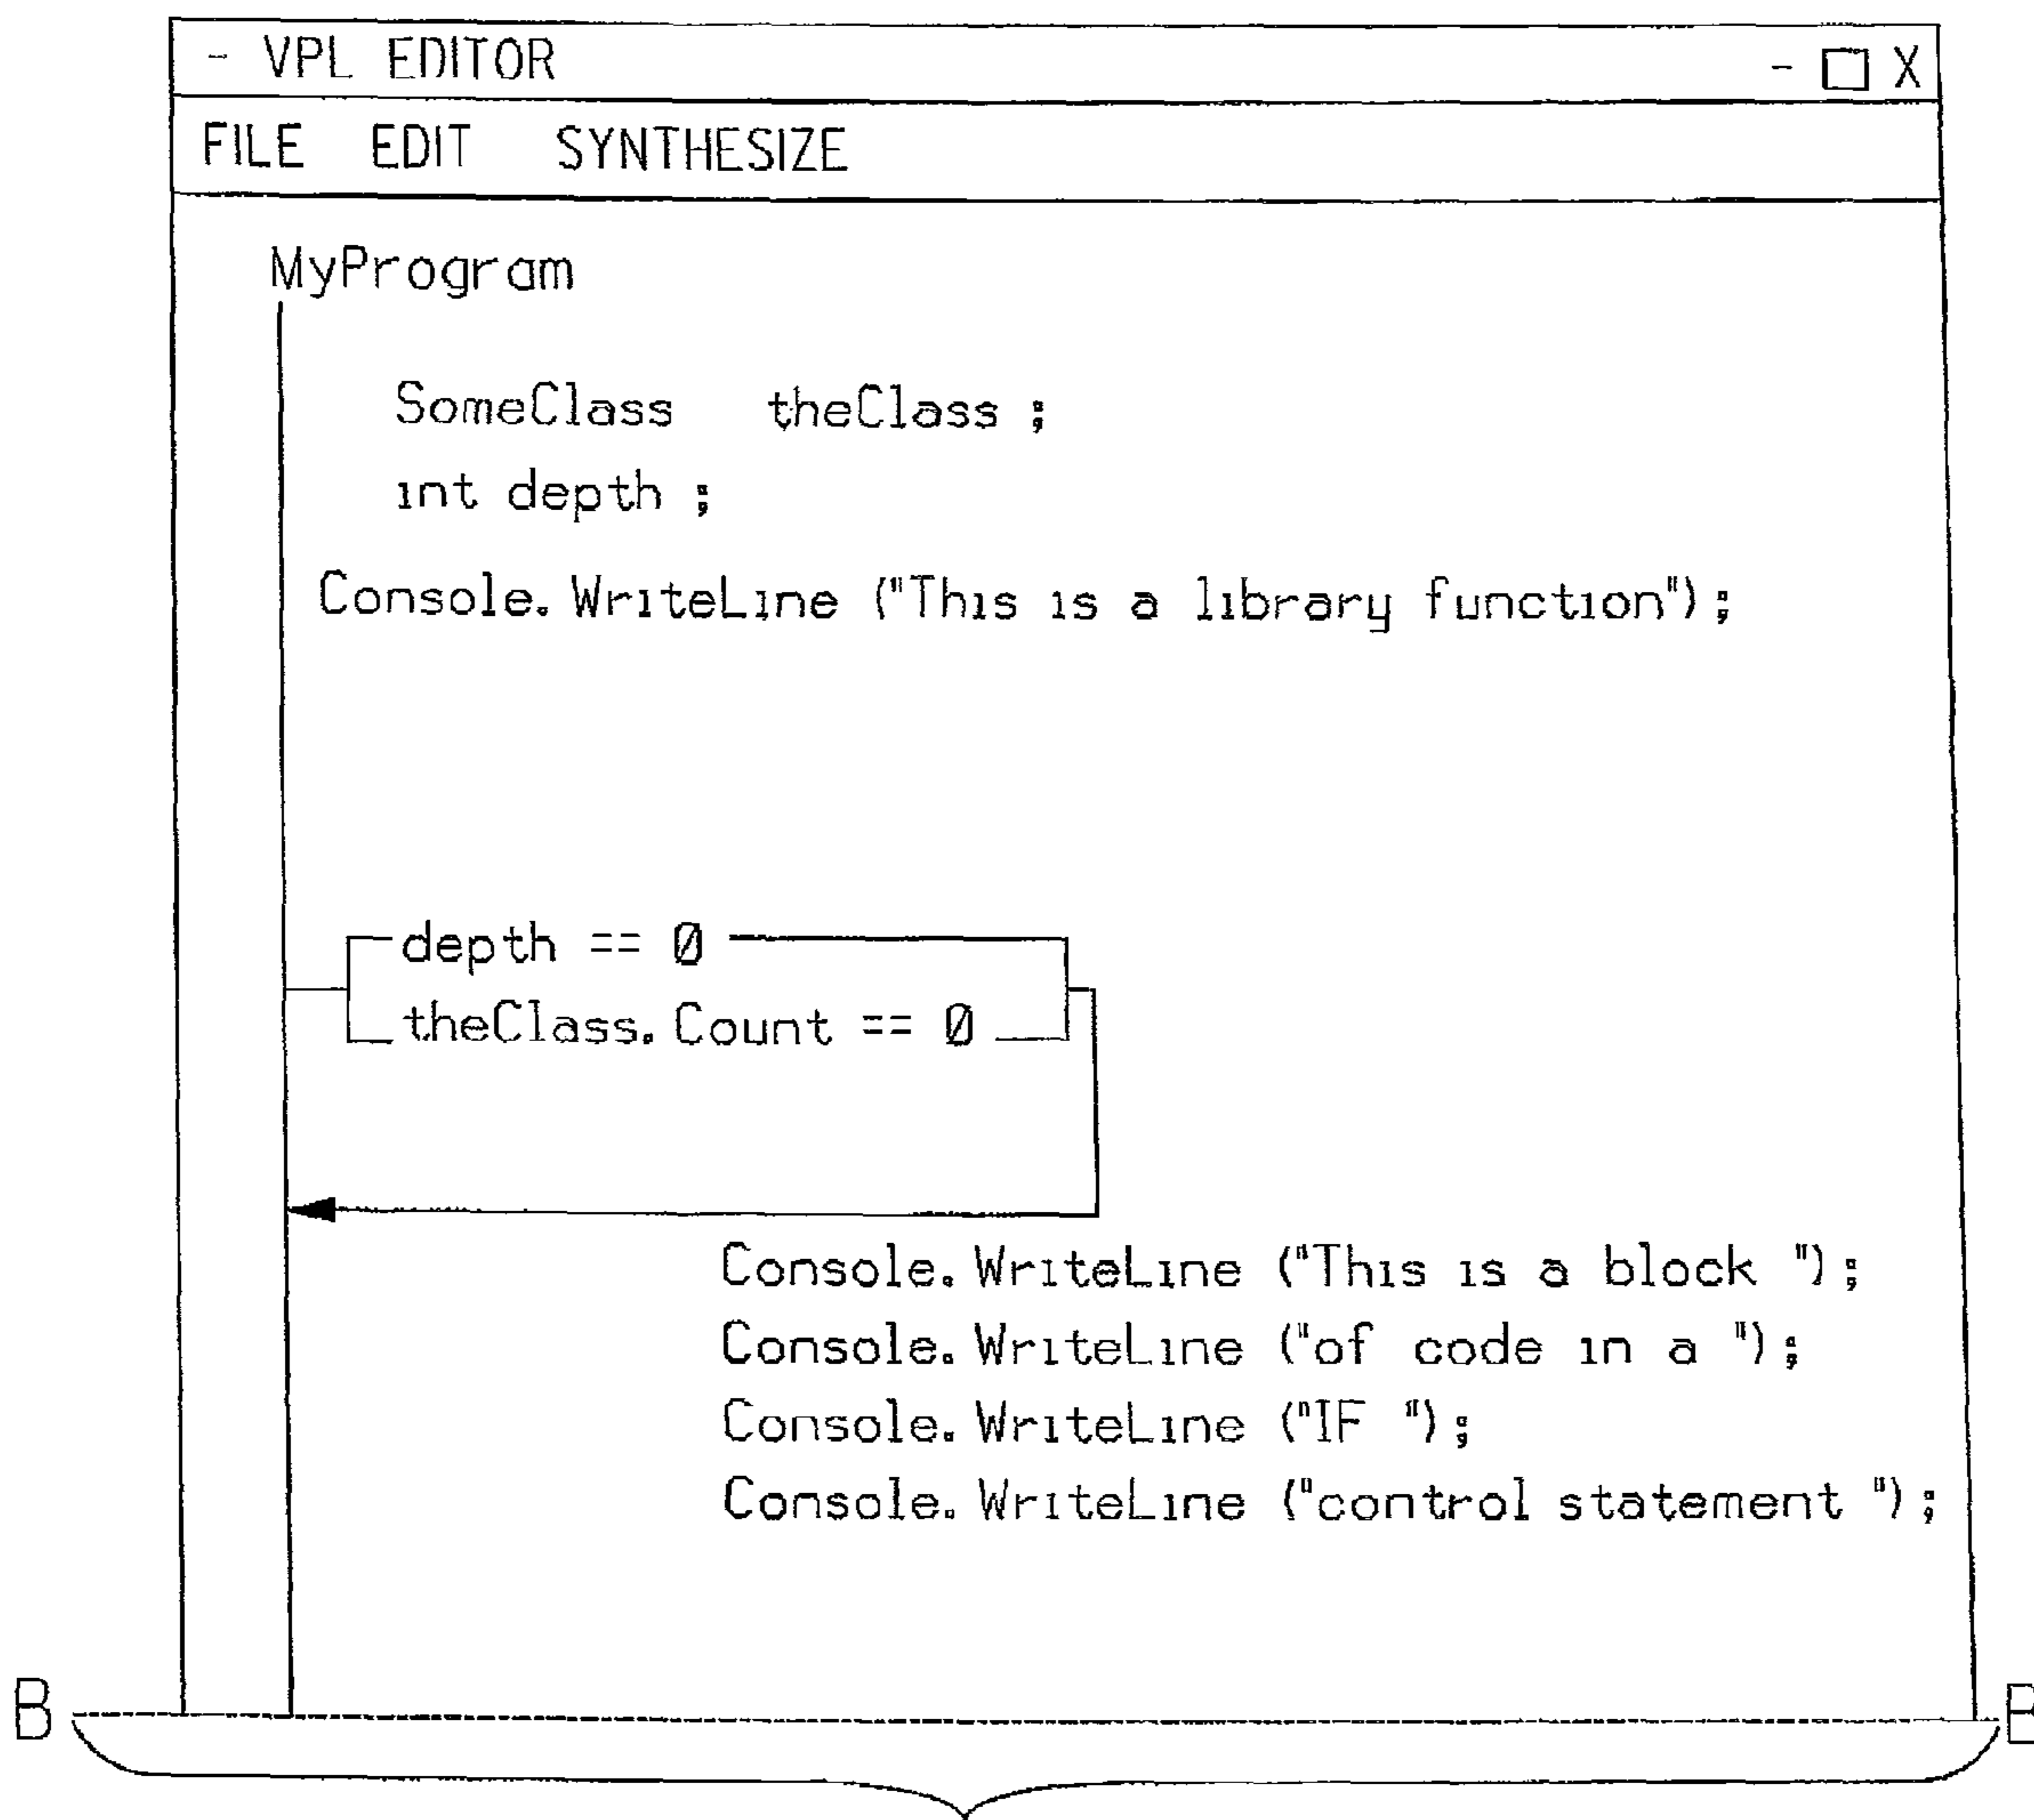 - VPL EDITOR - □ X
FILE EDIT SYNTHESIZE
MyProgram
SomeClass theClass ;
int depth ;
Console. WriteLine ("This is a library function") ;
depth == 0
theClass. Count == 0
Console. WriteLine ("This is a block ") ;
Console. WriteLine ("of code in a ") ;
Console. WriteLine ("IF ") ;
Console. WriteLine ("control statement ") ;
B B